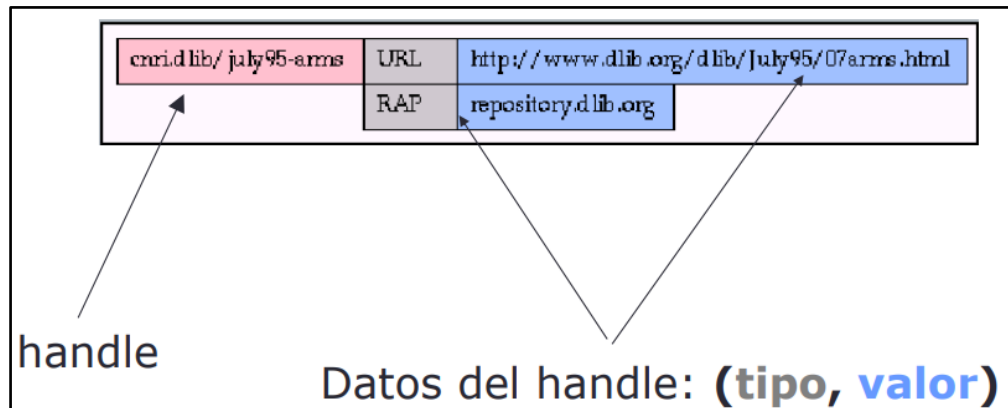 cnri.dlib/july95-arms URL http://www.dlib.org/dlib/July95/07arms.html
RAP repository.dlib.org
handle
Datos del handle: (tipo, valor)